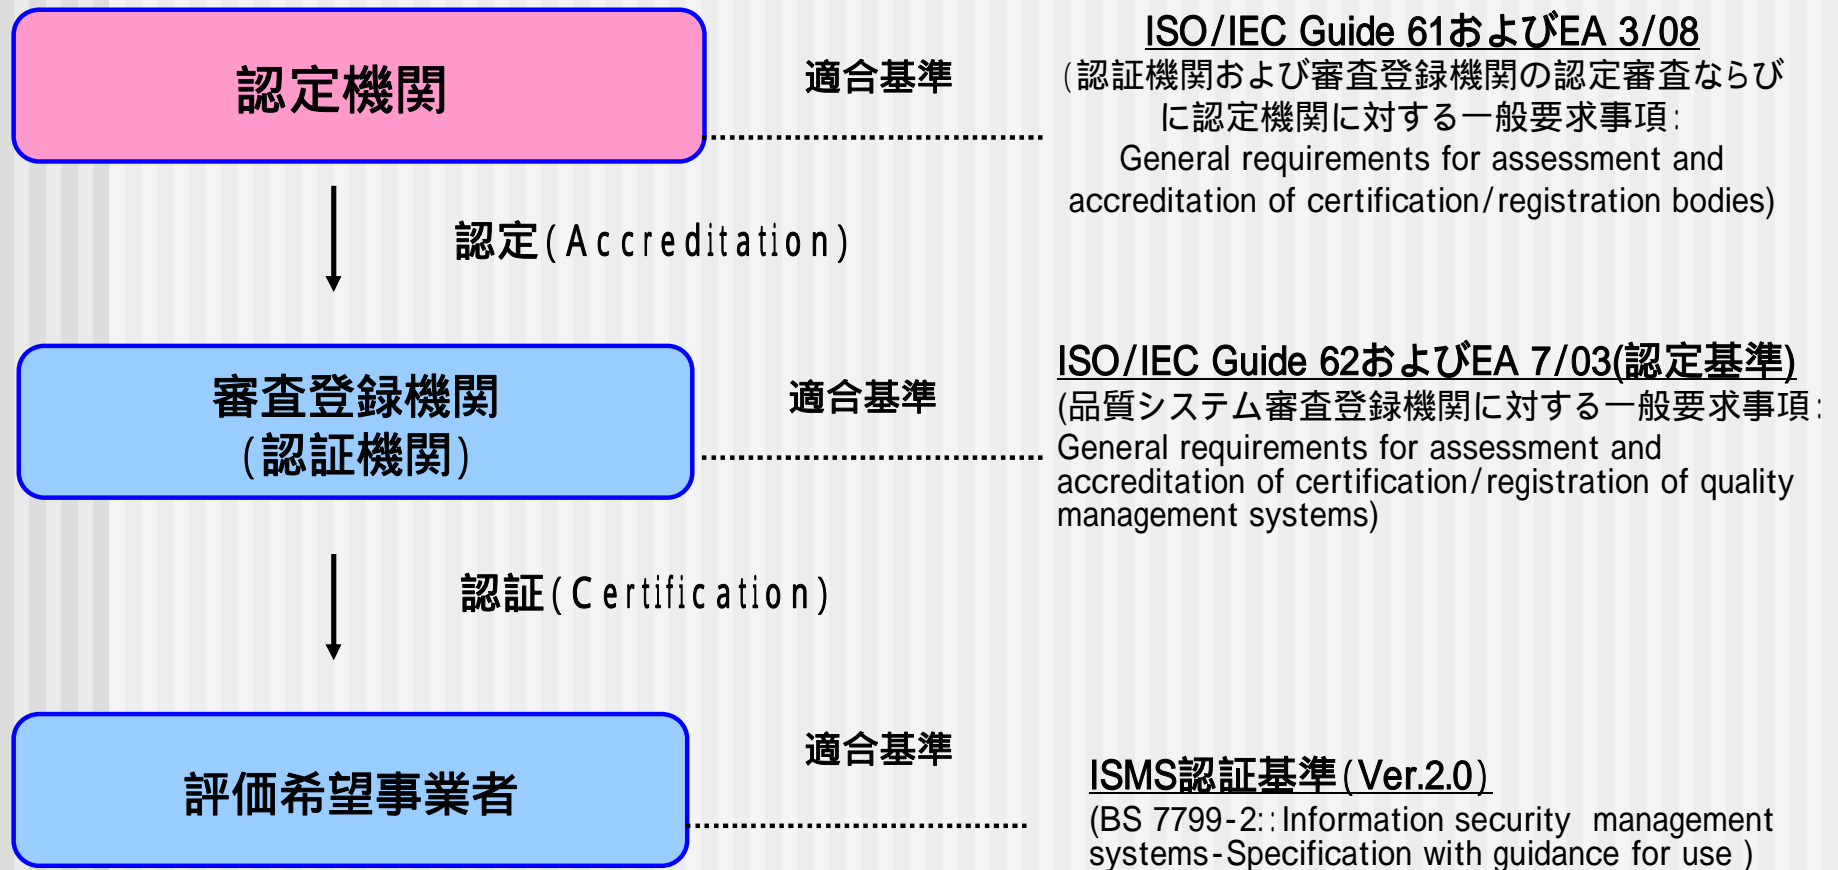 認定機関
適合基準
ISO/IEC Guide 61およびEA 3/08
(認証機関および審査登録機関の認定審査ならび
に認定機関に対する一般要求事項:
General requirements for assessment and
accreditation of certification/registration bodies)
認定(Accreditation)
審査登録機関
(認証機関)
適合基準
ISO/IEC Guide 62およびEA 7/03(認定基準)
(品質システム審査登録機関に対する一般要求事項:
General requirements for assessment and
accreditation of certification/registration of quality
management systems)
認証(Certification)
評価希望事業者
適合基準
ISMS認証基準(Ver.2.0)
(BS 7799-2::Information security management
systems-Specification with guidance for use )